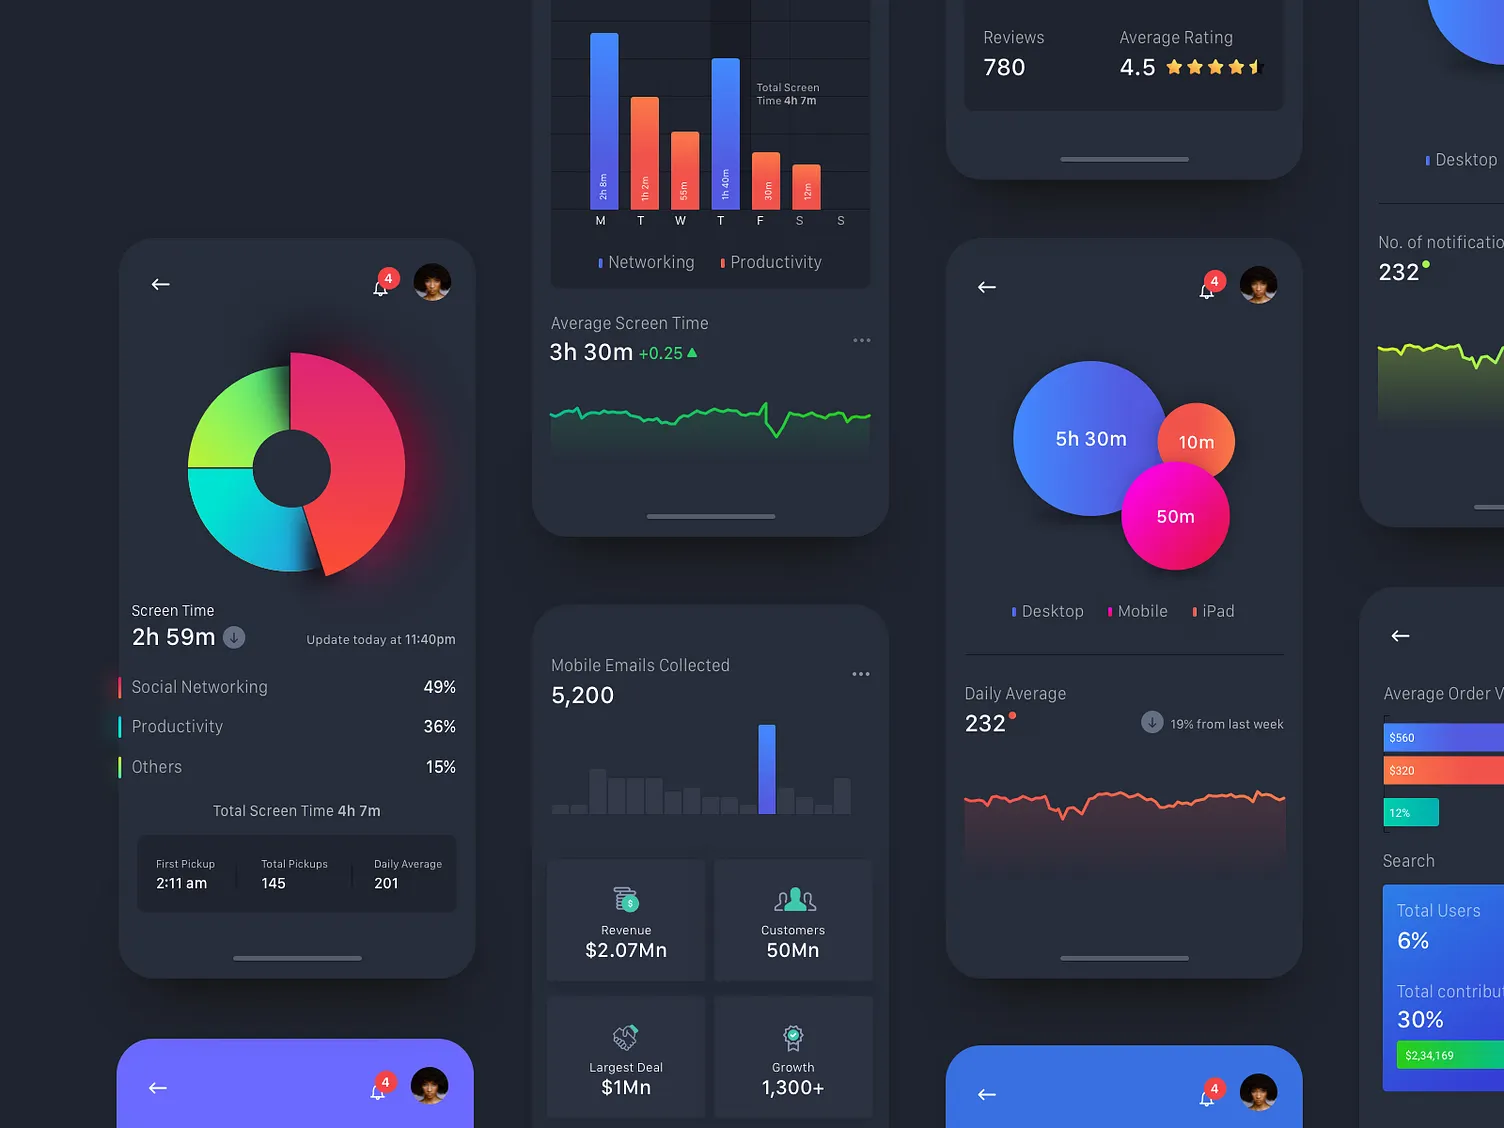 4
Screen Time
2h 59m
Update today at 11:40pm
Social Networking 49%
Productivity 36%
Others 15%
Total Screen Time 4h 7m
First Pickup
2:11 am
Total Pickups
145
Daily Average
201
4
Total Screen
Time 4h 7m
2h 8m
1h 2m
55m
1h 40m
30m
12m
M T W T F S S
Networking Productivity
Average Screen Time
3h 30m +0.25
Mobile Emails Collected
5,200
$
Revenue
$2.07Mn
Customers
50Mn
Largest Deal
$1Mn
Growth
1,300+
Reviews
780
Average Rating
4.5
4
5h 30m
10m
50m
Desktop Mobile iPad
Daily Average
232
19% from last week
4
Desktop
No. of notificatio
232
Average Order V
$560
$320
12%
Search
Total Users
6%
Total contribu
30%
$2,34,169